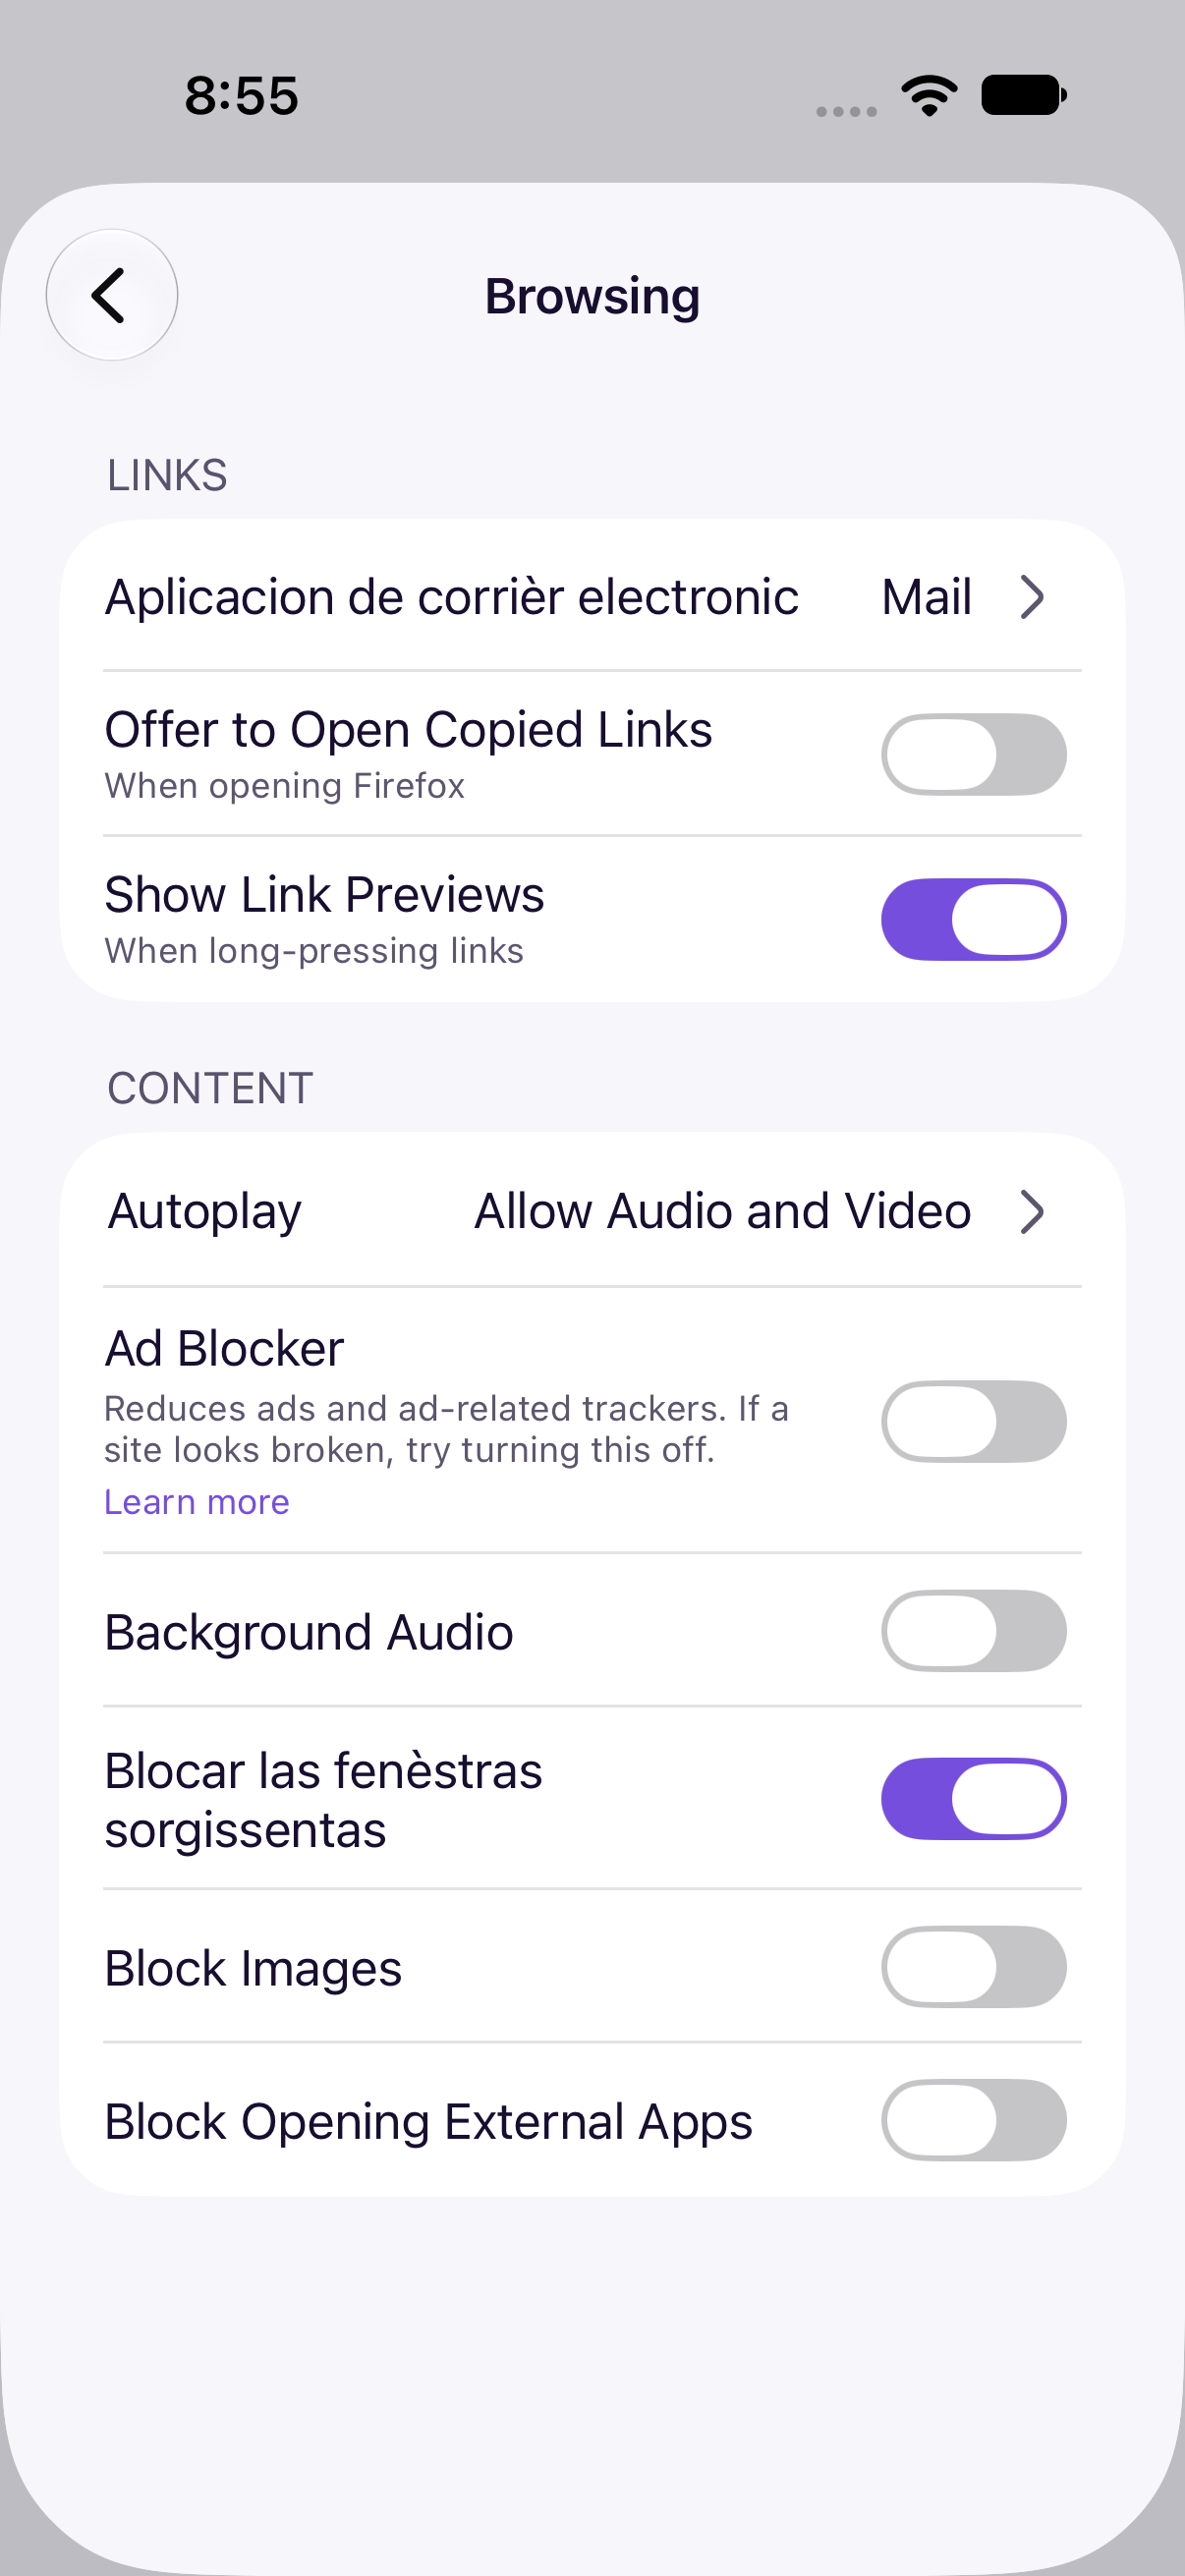 8:55
Browsing
LINKS
Aplicacion de corrièr electronic Mail
Offer to Open Copied Links
When opening Firefox
Show Link Previews
When long-pressing links
CONTENT
Autoplay Allow Audio and Video
Ad Blocker
Reduces ads and ad-related trackers. If a
site looks broken, try turning this off.
Learn more
Background Audio
Blocar las fenèstras
sorgissentas
Block Images
Block Opening External Apps